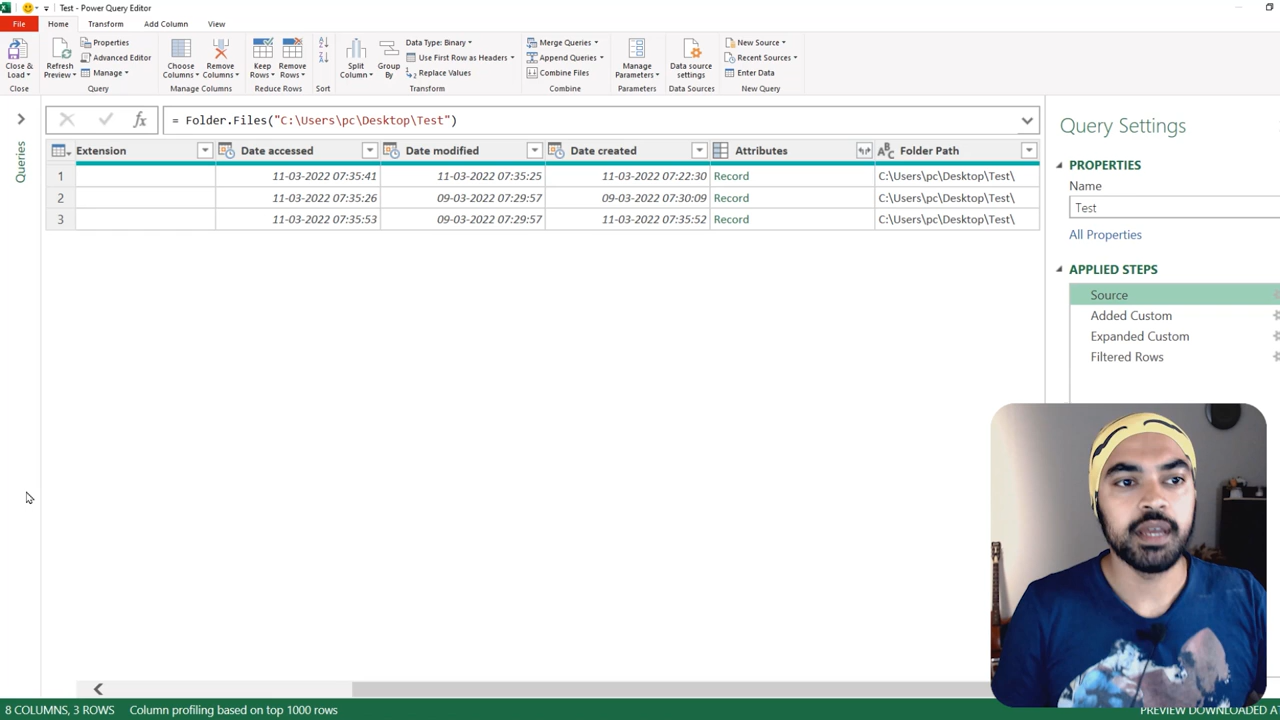 Test - Power Query Editor
File Home Transform Add Column View
Close & Load Close
Refresh Preview Properties Advanced Editor Manage Query
Choose Columns Remove Columns Manage Columns
Keep Rows Remove Rows Reduce Rows
Sort
Split Column Group By Data Type: Binary Use First Row as Headers Replace Values Transform
Merge Queries Append Queries Combine Files Combine
Manage Parameters Parameters
Data source settings Data Sources
New Source Recent Sources Enter Data New Query
Queries
fx = Folder.Files("C:\Users\pc\Desktop\Test")
Extension Date accessed Date modified Date created Attributes ABC Folder Path
1 11-03-2022 07:35:41 11-03-2022 07:35:25 11-03-2022 07:22:30 Record C:\Users\pc\Desktop\Test\
2 11-03-2022 07:35:26 09-03-2022 07:29:57 09-03-2022 07:30:09 Record C:\Users\pc\Desktop\Test\
3 11-03-2022 07:35:53 09-03-2022 07:29:57 11-03-2022 07:35:52 Record C:\Users\pc\Desktop\Test\
Query Settings
PROPERTIES
Name
Test
All Properties
APPLIED STEPS
Source
Added Custom
Expanded Custom
Filtered Rows
8 COLUMNS, 3 ROWS Column profiling based on top 1000 rows PREVIEW DOWNLOADED AT